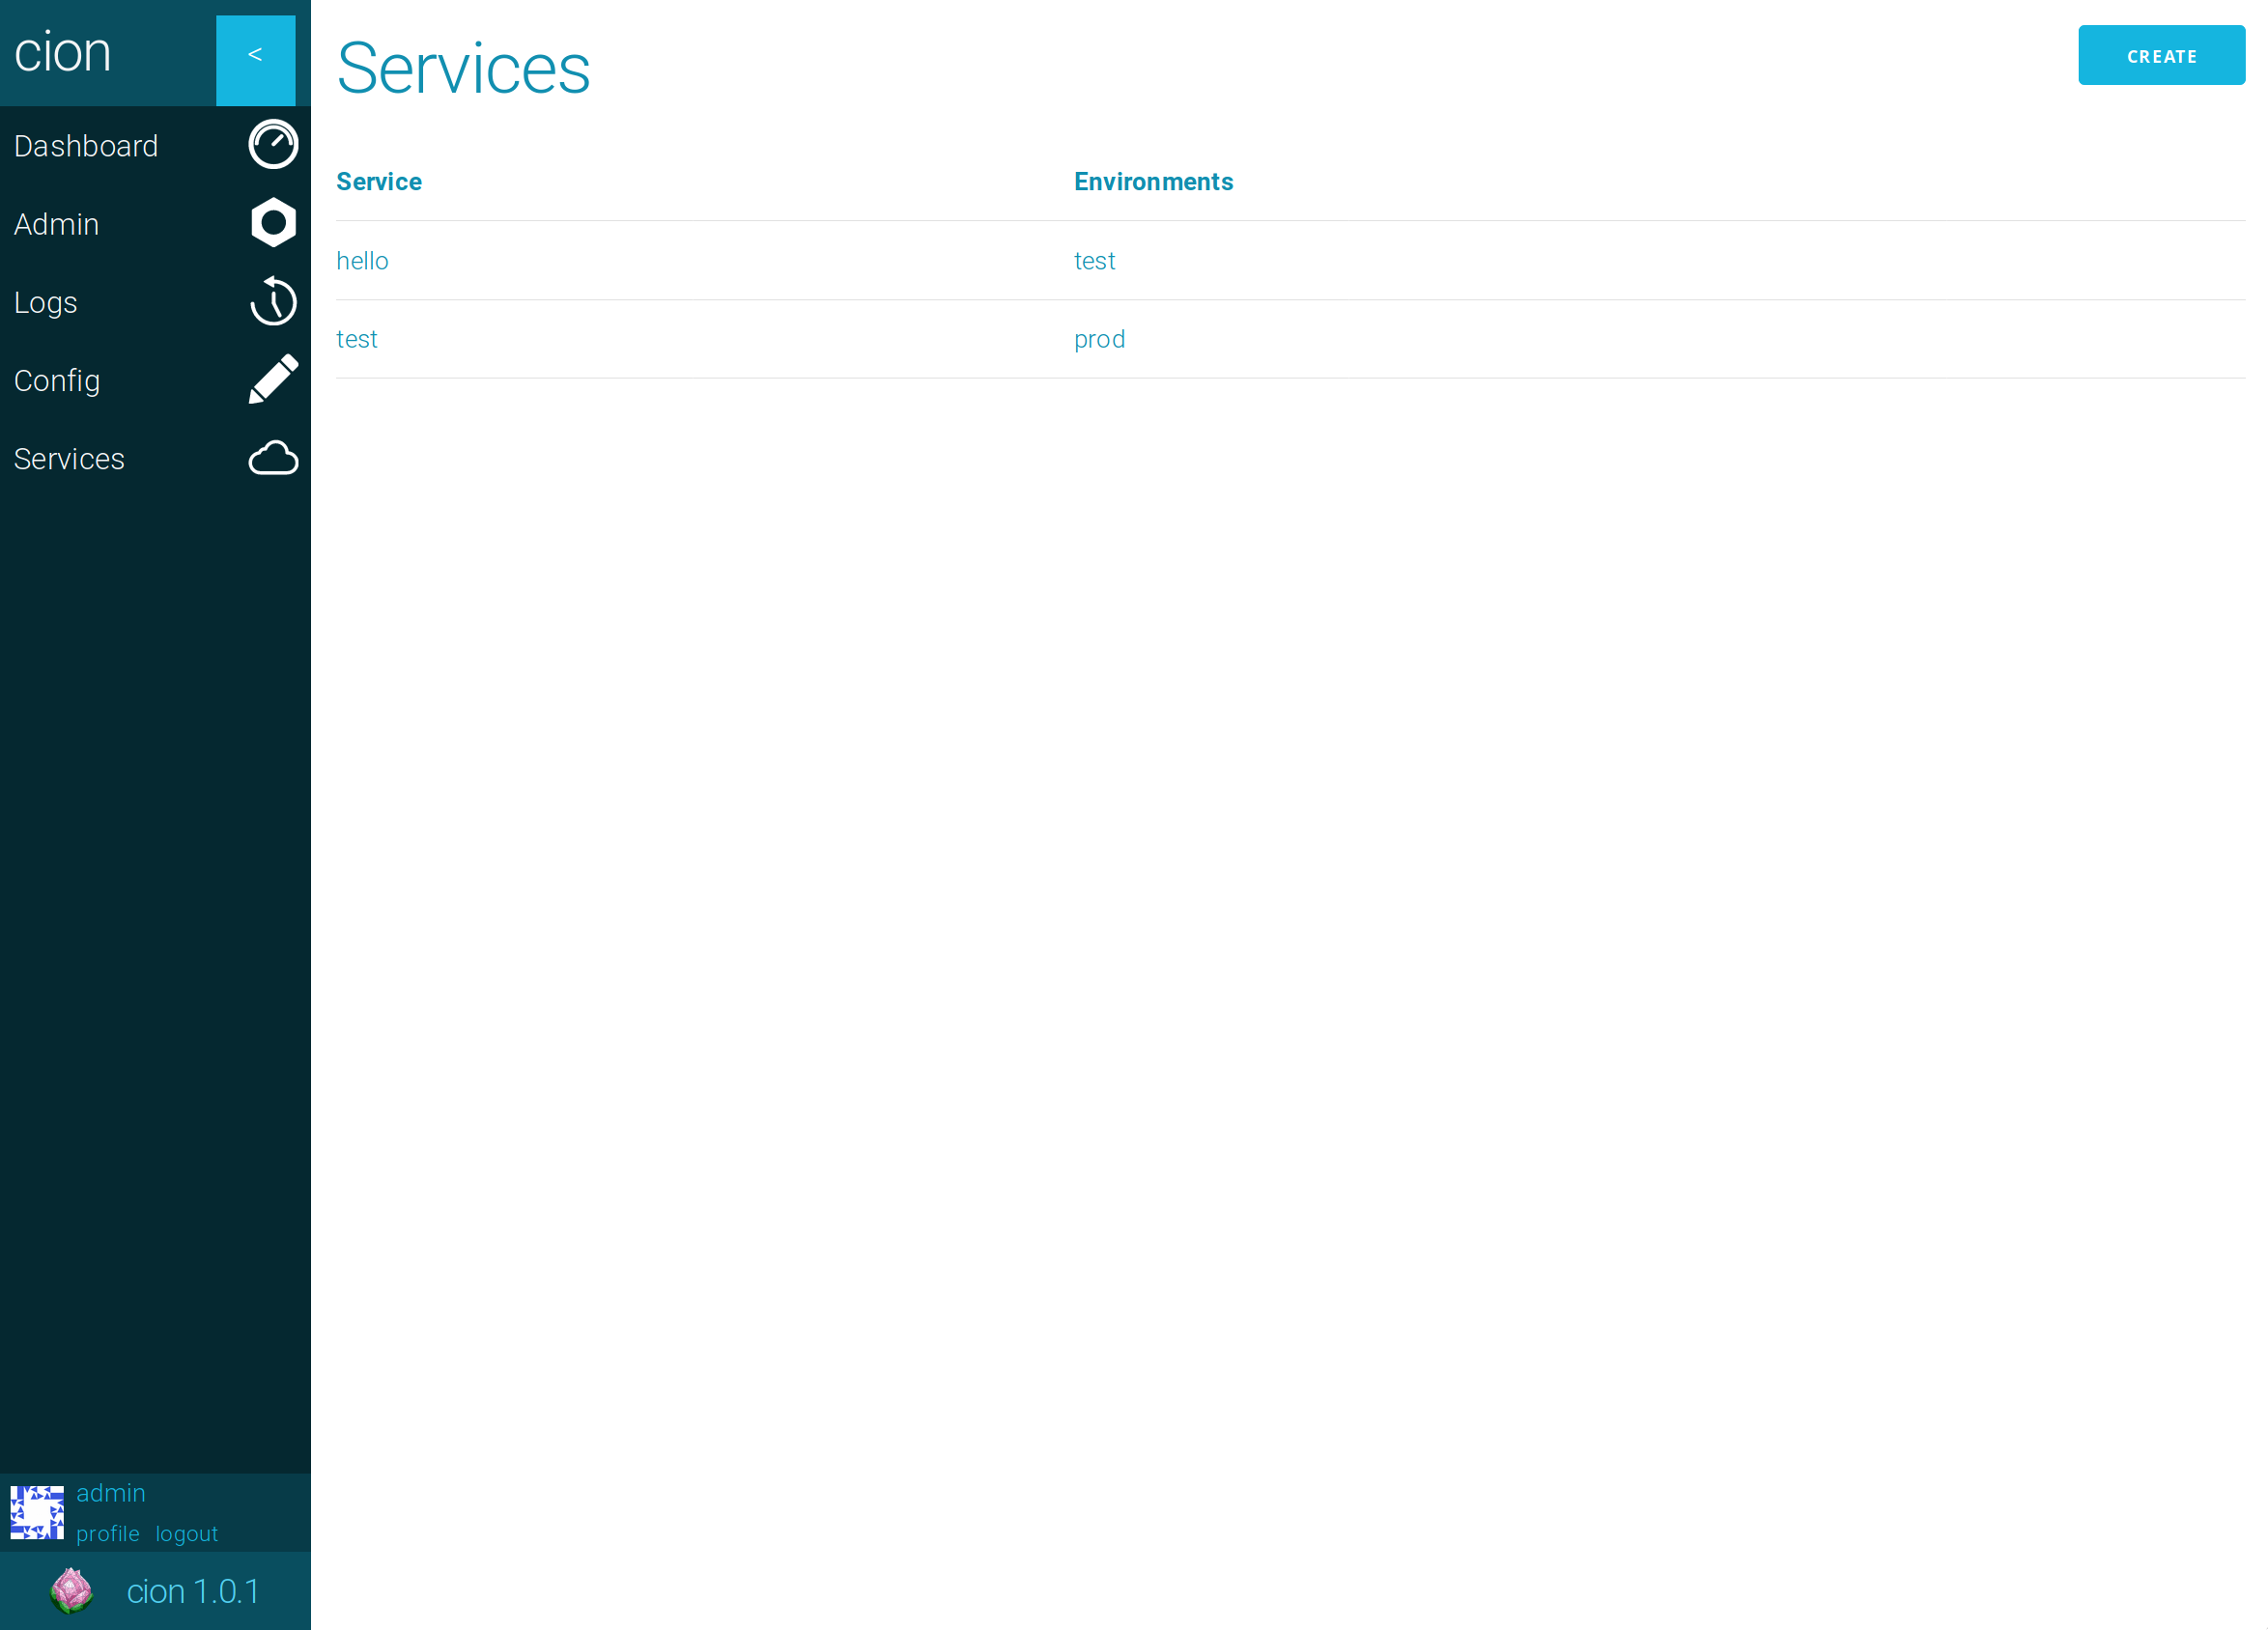 cion
<
Dashboard
Admin
Logs
Config
Services
admin
profile logout
cion 1.0.1
Services
CREATE
Service Environments
hello test
test prod